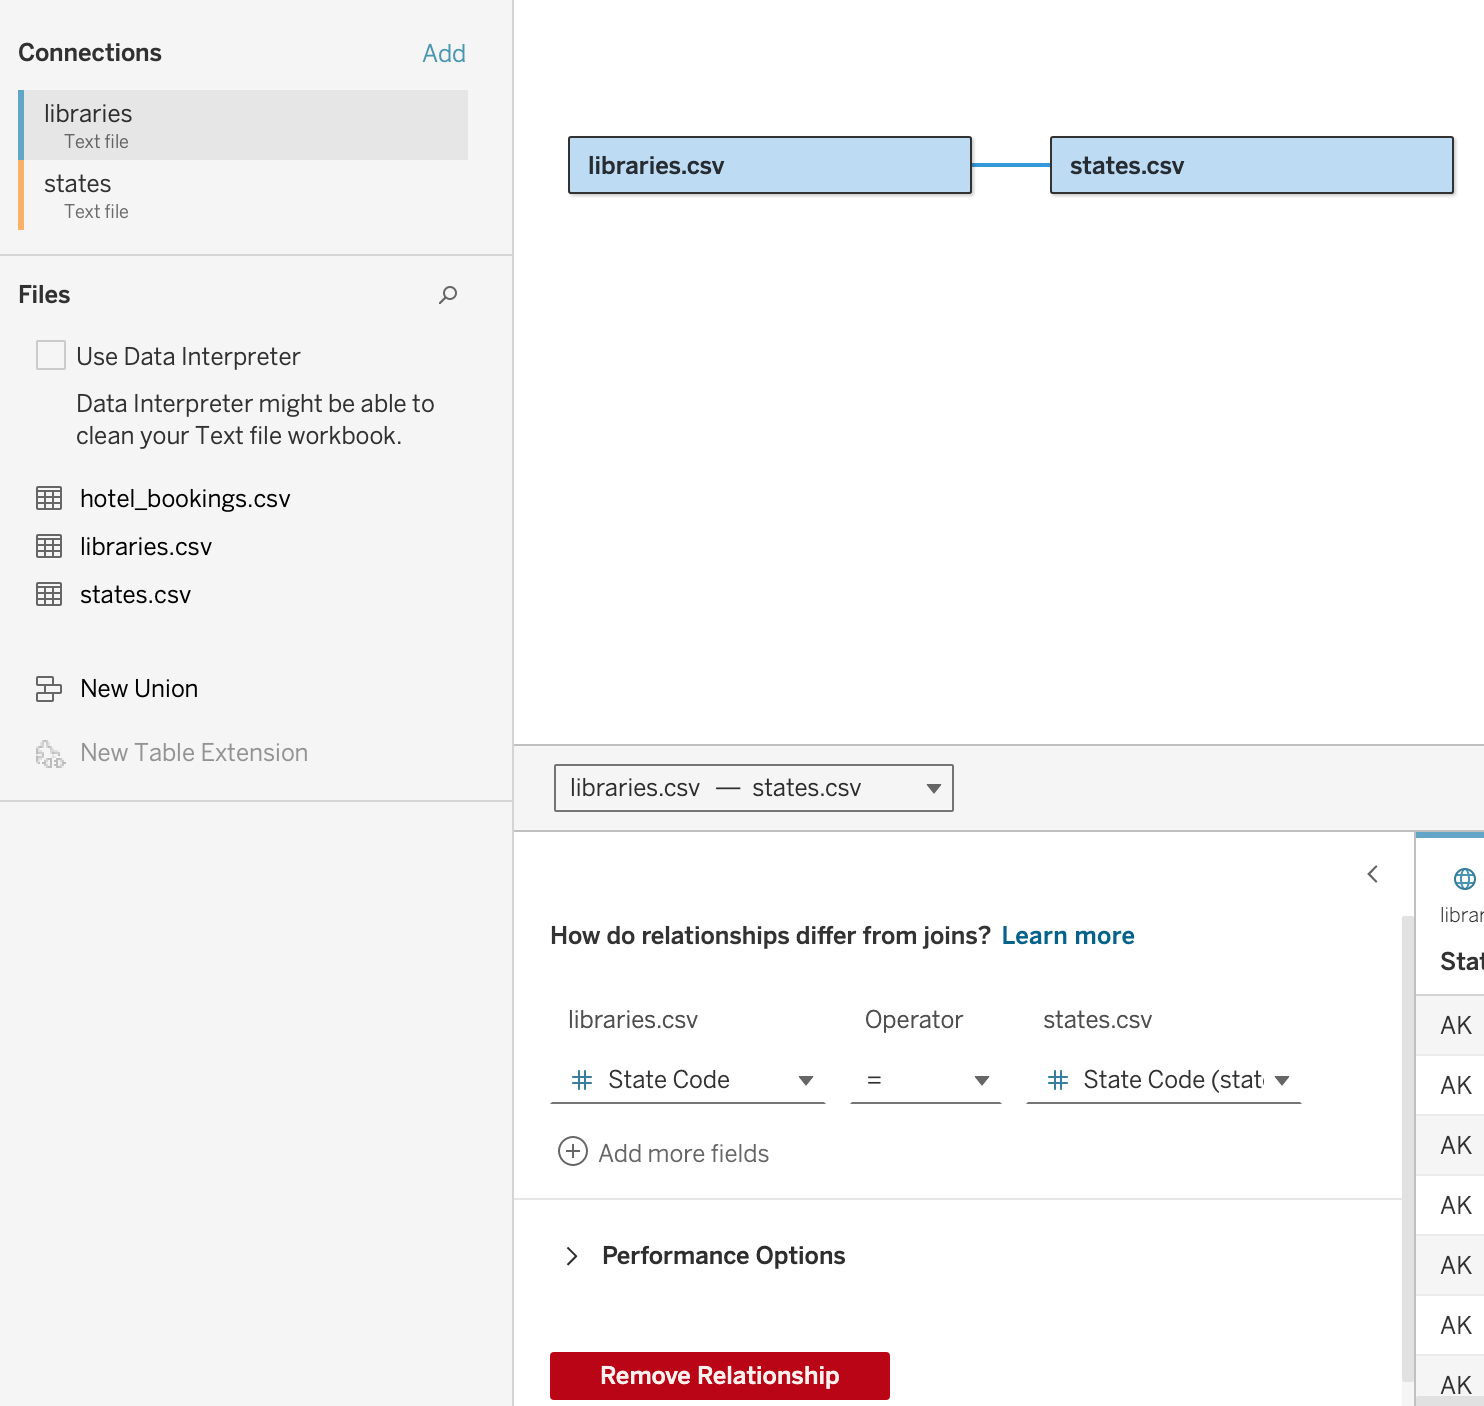 Connections
Add
libraries
Text file
states
Text file
Files
Use Data Interpreter
Data Interpreter might be able to
clean your Text file workbook.
hotel_bookings.csv
libraries.csv
states.csv
New Union
New Table Extension
libraries.csv
states.csv
libraries.csv — states.csv
How do relationships differ from joins? Learn more
libraries.csv Operator states.csv
# State Code = # State Code (stat
Add more fields
Performance Options
Remove Relationship
librar
Stat
AK
AK
AK
AK
AK
AK
AK